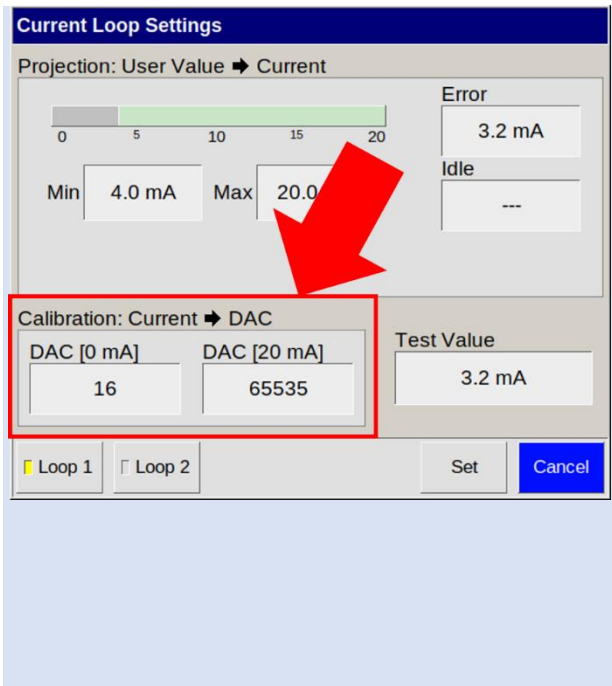 Current Loop Settings
Projection: User Value ➡ Current
Error
0 5 10 15 20
3.2 mA
Idle
Min 4.0 mA Max 20.0
---
Calibration: Current ➡ DAC
DAC [0 mA] DAC [20 mA]
16 65535
Test Value
3.2 mA
Loop 1 Loop 2 Set Cancel